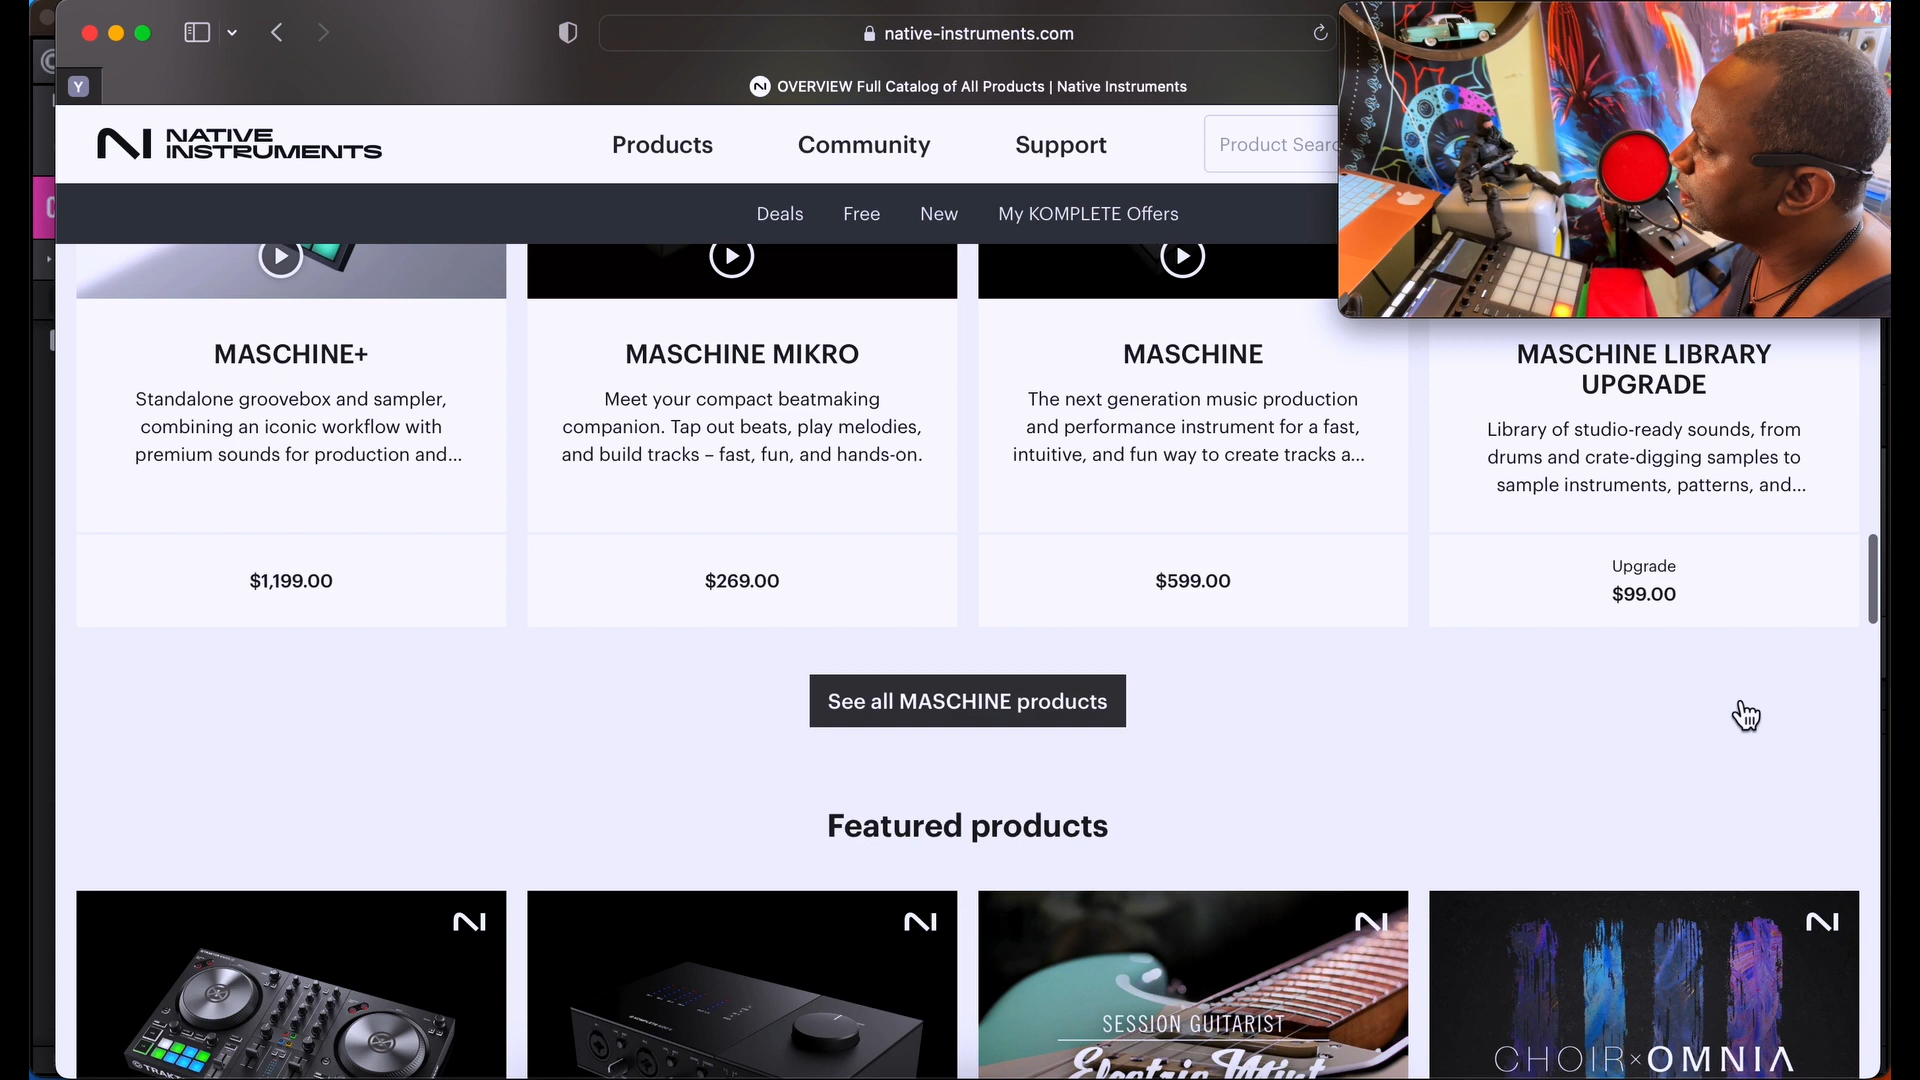 native-instruments.com
Y
OVERVIEW Full Catalog of All Products | Native Instruments
NATIVE
INSTRUMENTS
Products
Community
Support
Product Searc
Deals
Free
New
My KOMPLETE Offers
MASCHINE+
Standalone groovebox and sampler,
combining an iconic workflow with
premium sounds for production and...
$1,199.00
MASCHINE MIKRO
Meet your compact beatmaking
companion. Tap out beats, play melodies,
and build tracks – fast, fun, and hands-on.
$269.00
MASCHINE
The next generation music production
and performance instrument for a fast,
intuitive, and fun way to create tracks a...
$599.00
MASCHINE LIBRARY
UPGRADE
Library of studio-ready sounds, from
drums and crate-digging samples to
sample instruments, patterns, and...
Upgrade
$99.00
See all MASCHINE products
Featured products
SESSION GUITARIST
Electric Mint
CHOIR×OMNIA